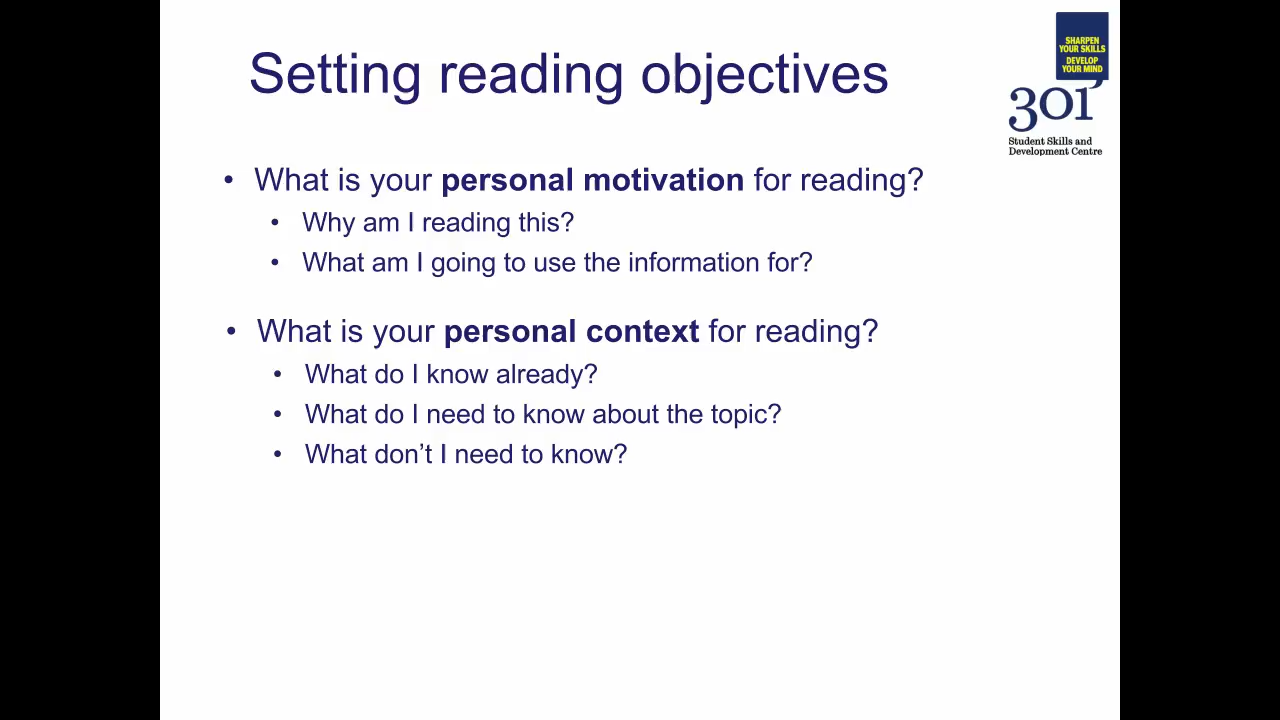 Setting reading objectives
SHARPEN
YOUR SKILLS
DEVELOP
YOUR MIND
301
Student Skills and
Development Centre
• What is your personal motivation for reading?
• Why am I reading this?
• What am I going to use the information for?
• What is your personal context for reading?
• What do I know already?
• What do I need to know about the topic?
• What don’t I need to know?